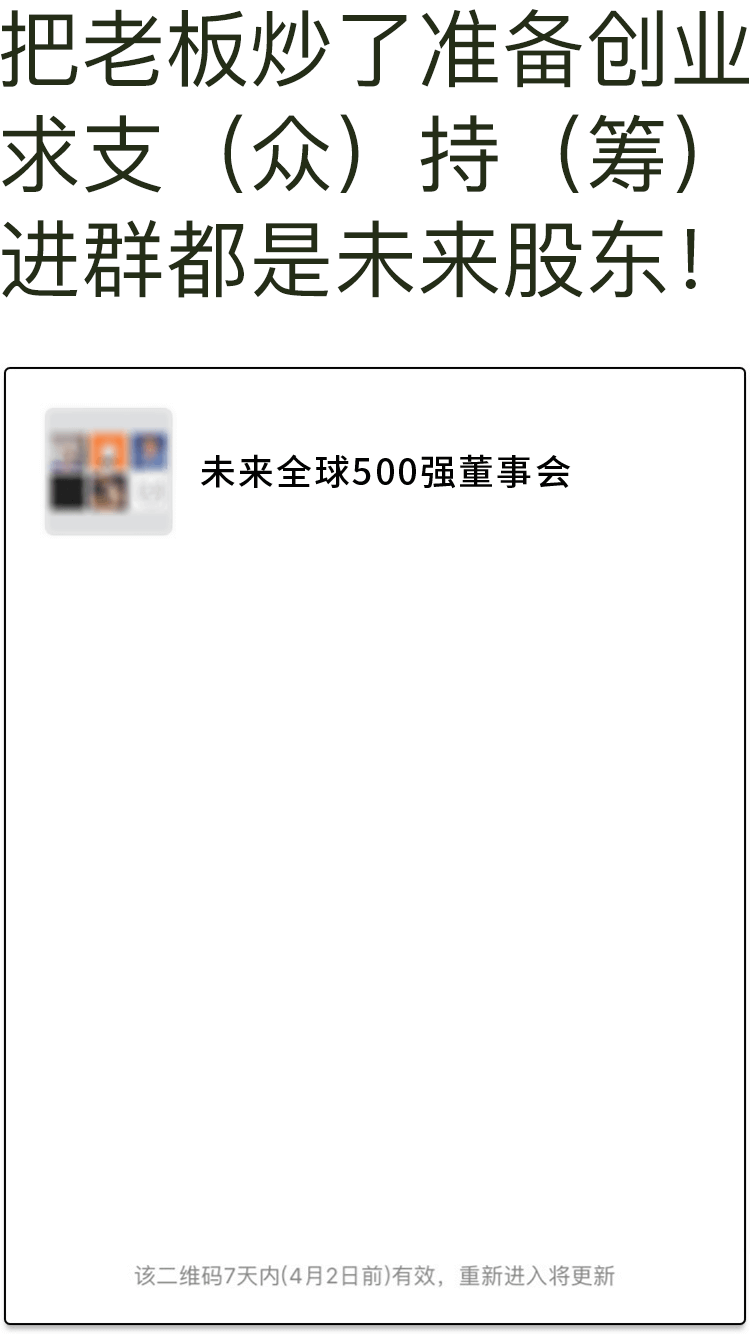 把老板炒了准备创业
求支（众）持（筹）
进群都是未来股东！
未来全球500强董事会
该二维码7天内(4月2日前)有效，重新进入将更新